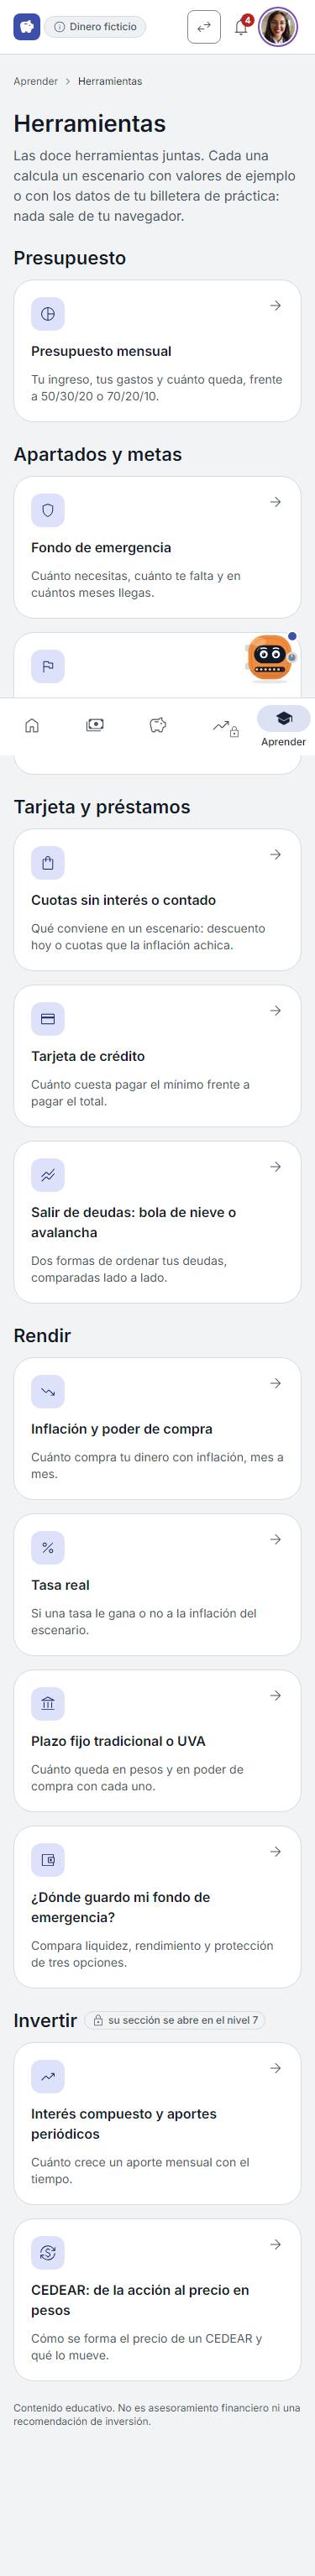 Dinero ficticio
4
Aprender > Herramientas
Herramientas
Las doce herramientas juntas. Cada una
calcula un escenario con valores de ejemplo
o con los datos de tu billetera de práctica:
nada sale de tu navegador.
Presupuesto
Presupuesto mensual
Tu ingreso, tus gastos y cuánto queda, frente
a 50/30/20 o 70/20/10.
Apartados y metas
Fondo de emergencia
Cuánto necesitas, cuánto te falta y en
cuántos meses llegas.
Aprender
Tarjeta y préstamos
Cuotas sin interés o contado
Qué conviene en un escenario: descuento
hoy o cuotas que la inflación achica.
Tarjeta de crédito
Cuánto cuesta pagar el mínimo frente a
pagar el total.
Salir de deudas: bola de nieve o
avalancha
Dos formas de ordenar tus deudas,
comparadas lado a lado.
Rendir
Inflación y poder de compra
Cuánto compra tu dinero con inflación, mes a
mes.
Tasa real
Si una tasa le gana o no a la inflación del
escenario.
Plazo fijo tradicional o UVA
Cuánto queda en pesos y en poder de
compra con cada uno.
¿Dónde guardo mi fondo de
emergencia?
Compara liquidez, rendimiento y protección
de tres opciones.
Invertir su sección se abre en el nivel 7
Interés compuesto y aportes
periódicos
Cuánto crece un aporte mensual con el
tiempo.
CEDEAR: de la acción al precio en
pesos
Cómo se forma el precio de un CEDEAR y
qué lo mueve.
Contenido educativo. No es asesoramiento financiero ni una
recomendación de inversión.